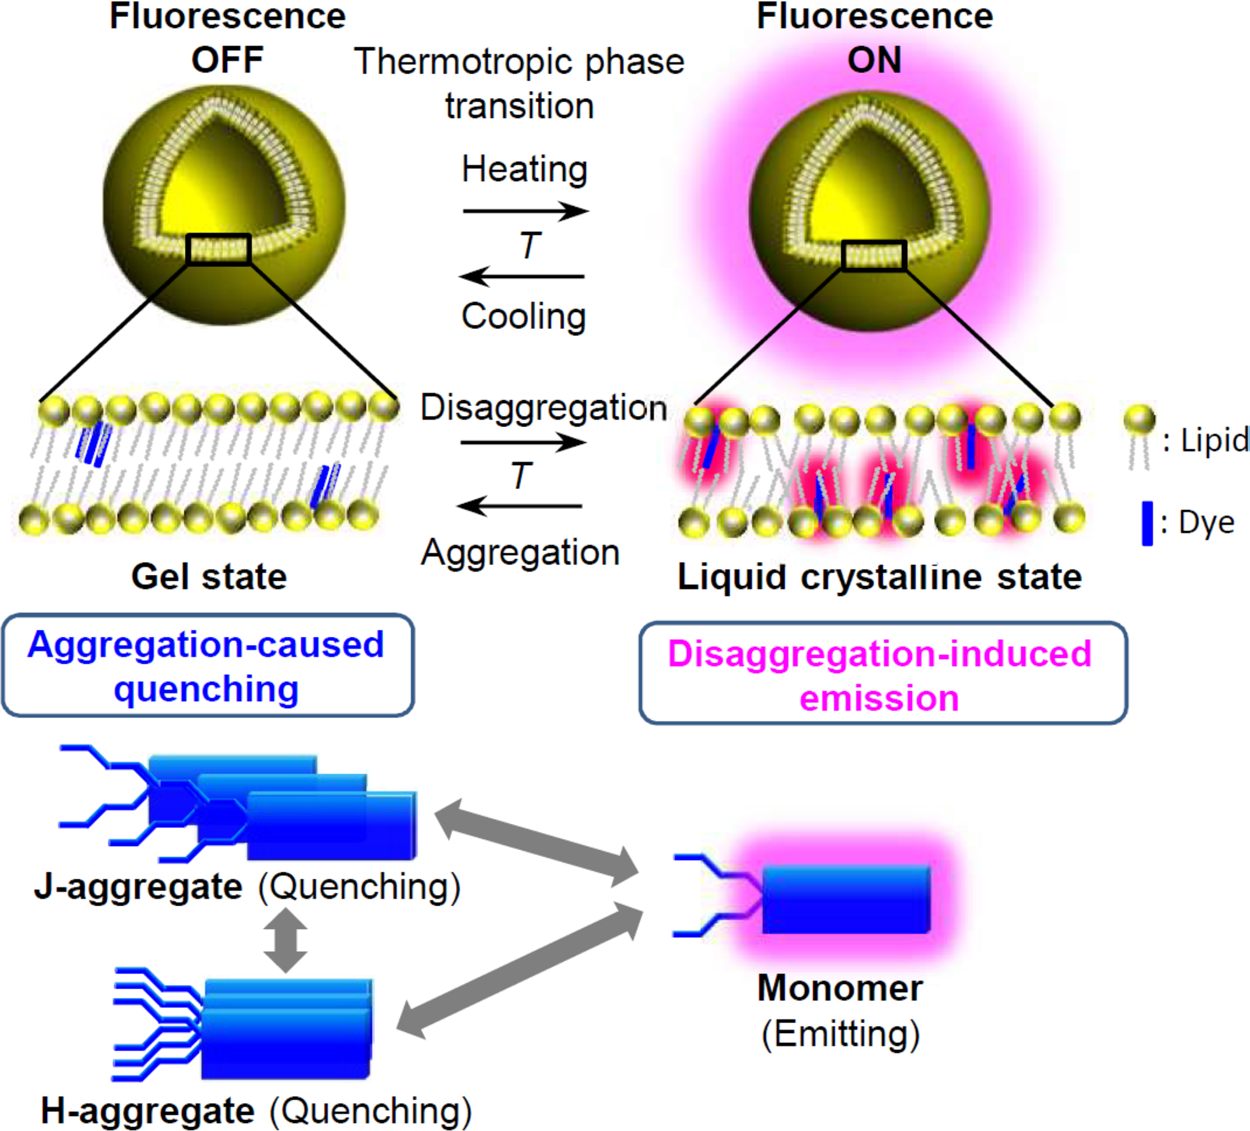 Fluorescence
OFF
Thermotropic phase
transition
Heating
T
Cooling
Fluorescence
ON
Disaggregation
T
Aggregation
: Lipid
: Dye
Gel state
Liquid crystalline state
Aggregation-caused
quenching
Disaggregation-induced
emission
J-aggregate (Quenching)
H-aggregate (Quenching)
Monomer
(Emitting)